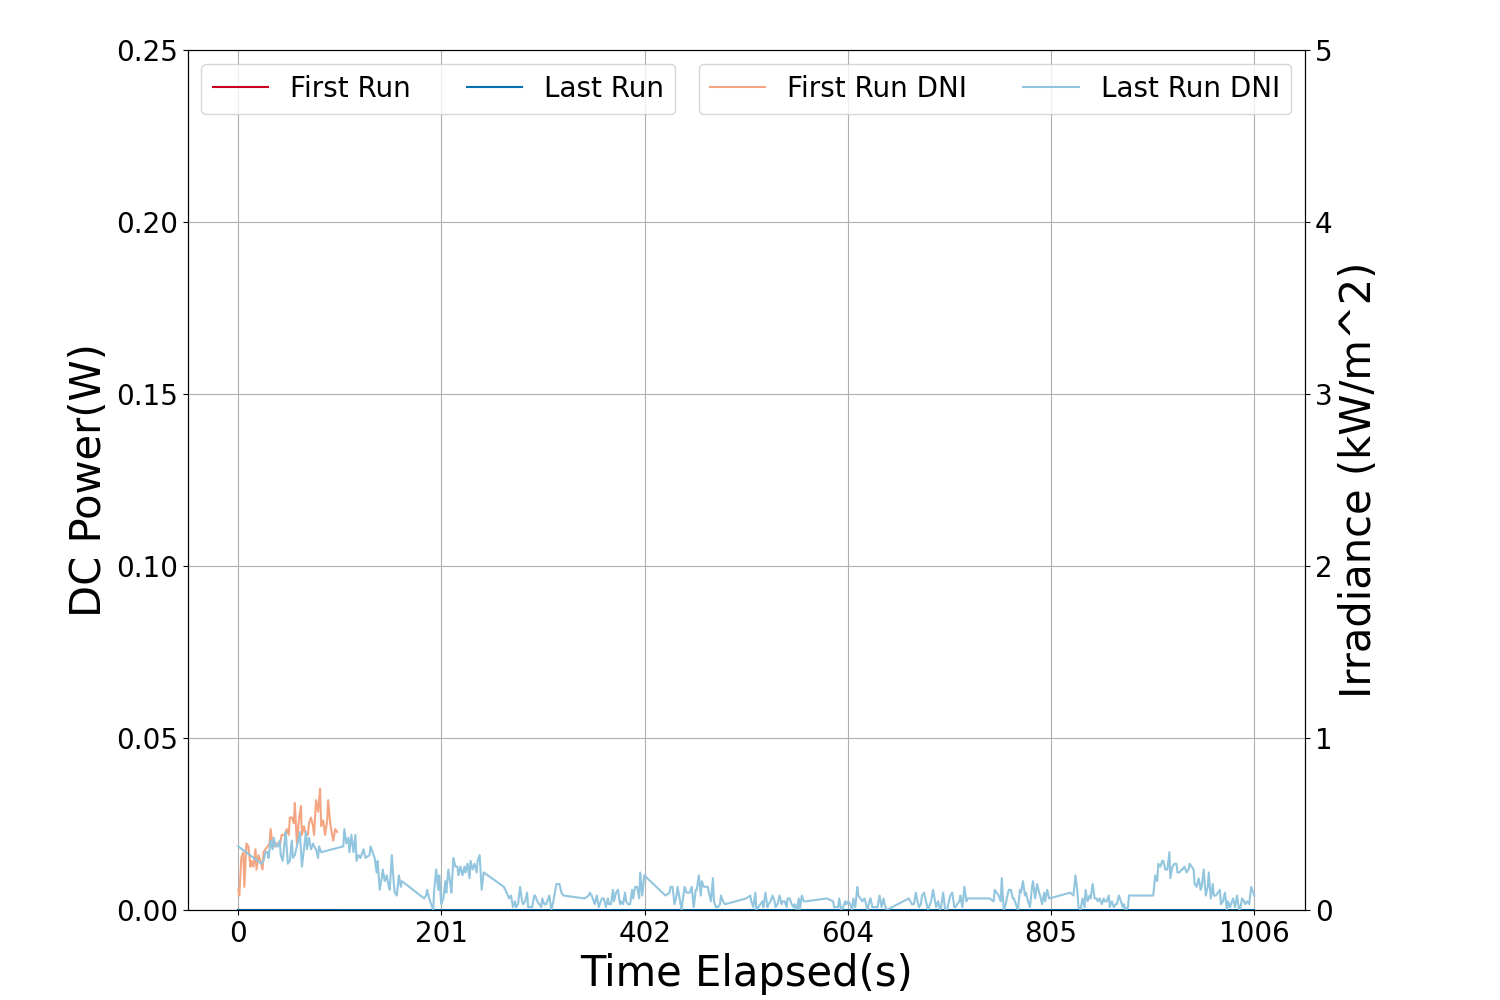 First Run
Last Run
First Run DNI
Last Run DNI
0.25
0.20
0.15
0.10
0.05
0.00
DC Power(W)
5
4
3
2
1
0
Irradiance (kW/m^2)
0
201
402
604
805
1006
Time Elapsed(s)